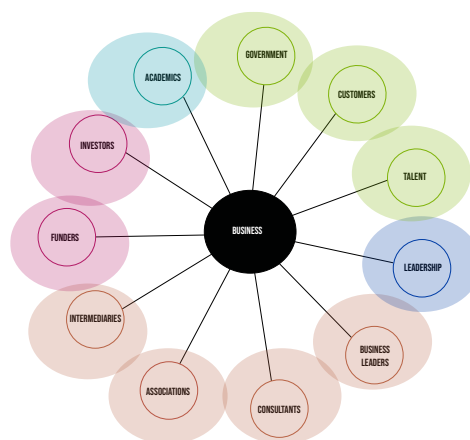 GOVERNMENT
ACADEMICS
CUSTOMERS
INVESTORS
TALENT
BUSINESS
FUNDERS
LEADERSHIP
INTERMEDIARIES
BUSINESS
LEADERS
ASSOCIATIONS
CONSULTANTS